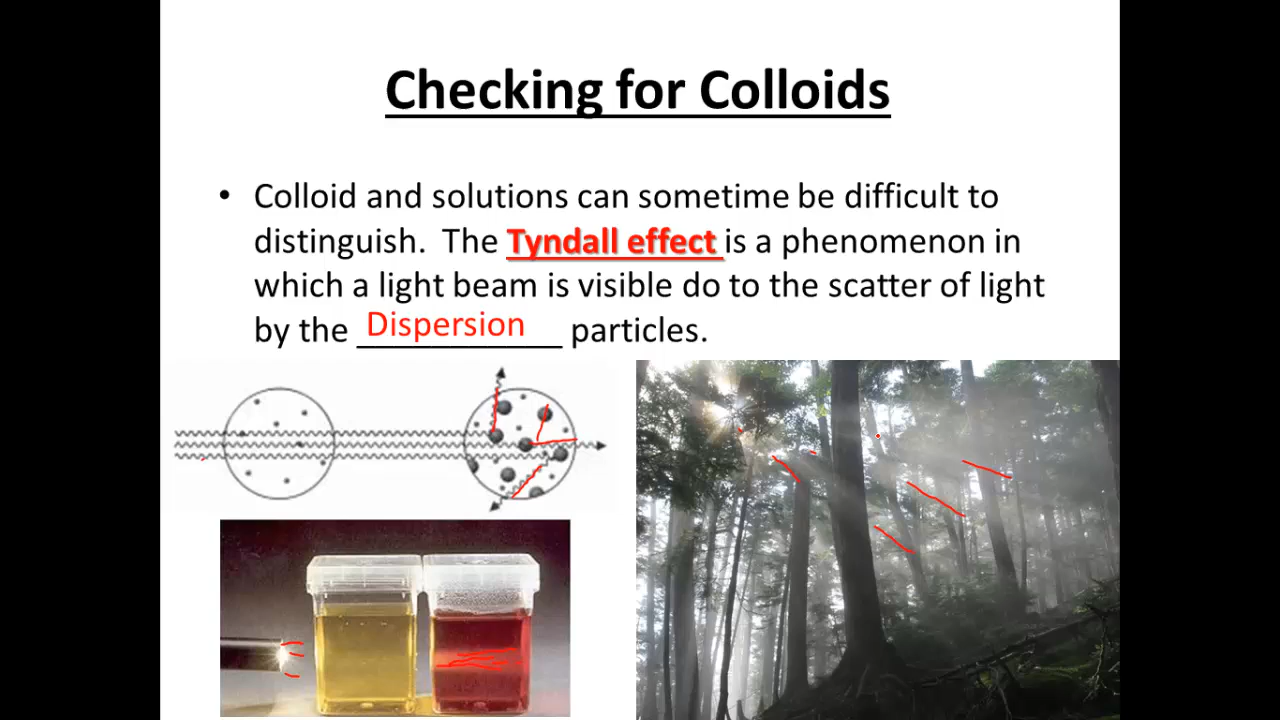 Checking for Colloids
• Colloid and solutions can sometime be difficult to
distinguish. The Tyndall effect is a phenomenon in
which a light beam is visible do to the scatter of light
by the Dispersion particles.